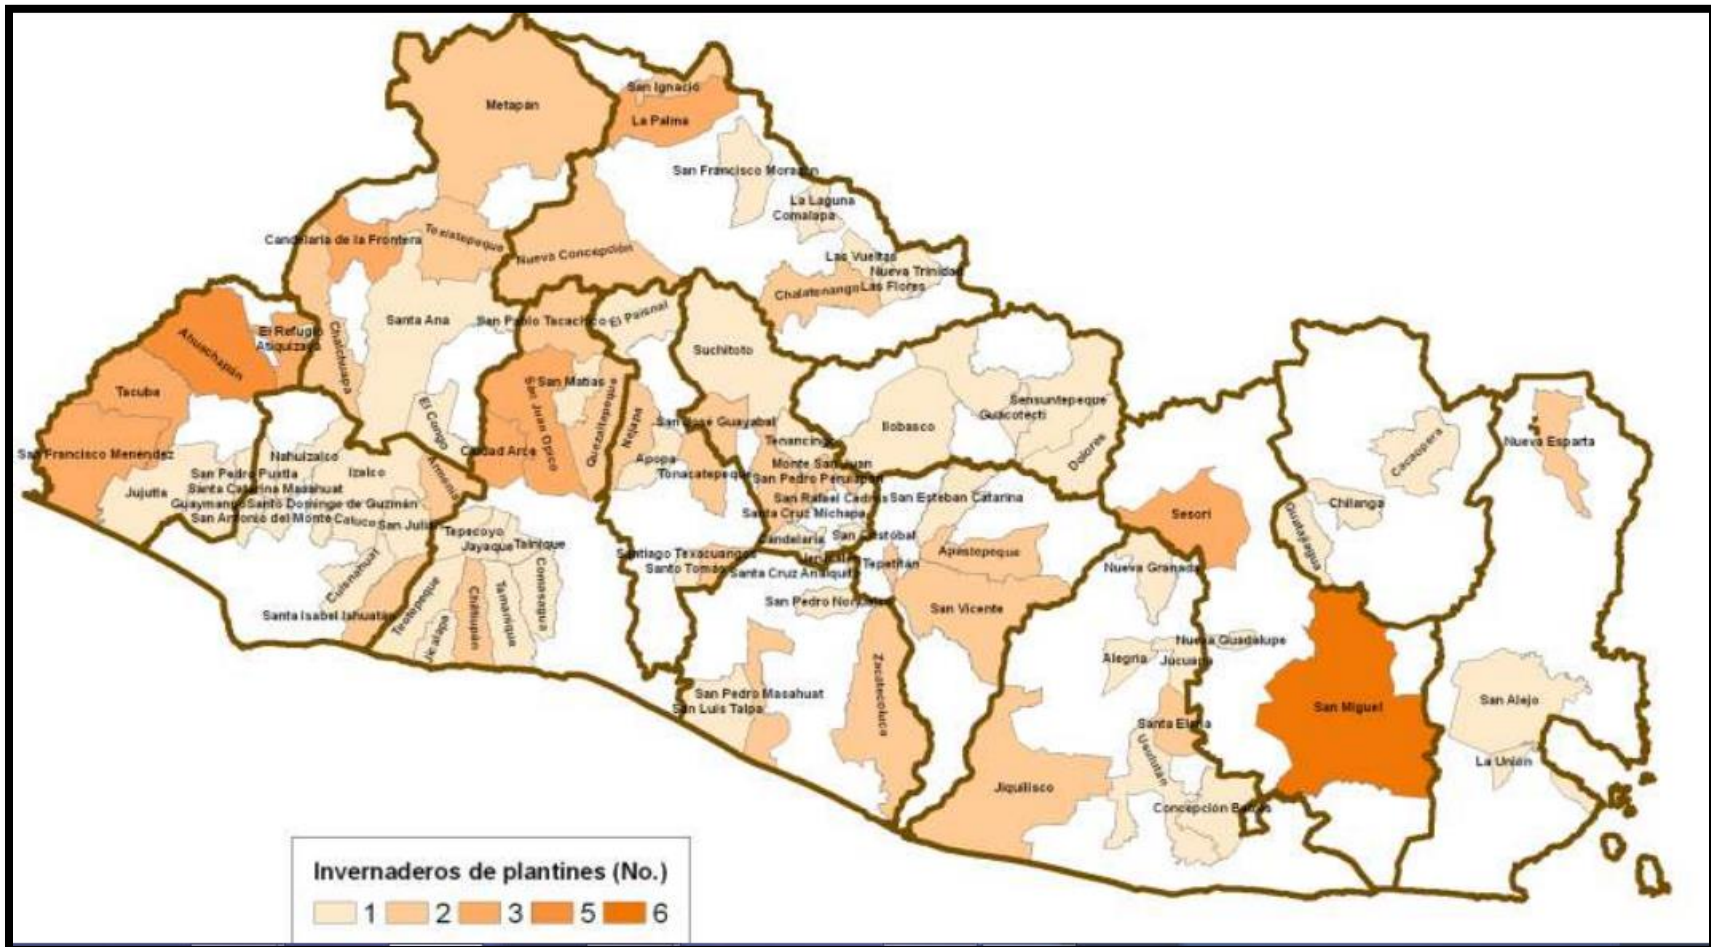 San Ignacio
Metapán
La Palma
San Francisco Morazán
La Laguna
Comalapa
Candelaria de la Frontera
Texistepeque
Nueva Concepción
Las Vueltas
Nueva Trinidad
Chalatenango
Las Flores
Santa Ana
San Pablo Tacachico
El Paisnal
El Refugio
Atiquizaya
Ahuachapán
Chalchuapa
Suchitoto
Tacuba
San Matías
San Juan Opico
Quezaltepeque
El Congo
Nejapa
San José Guayabal
Sensuntepeque
Guacotecti
Ilobasco
Dolores
Tenancingo
Cacaopera
Nueva Esparta
San Francisco Menéndez
Ciudad Arce
Nahuizalco
Izalco
Armenia
Apopa
Tonacatepeque
Monte San Juan
San Pedro Perulapán
San Pedro Puxtla
Santa Catarina Masahuat
Jujutla
Guaymango
Santo Domingo de Guzmán
San Antonio del Monte
Caluco
San Julián
San Rafael Cedros
San Esteban Catarina
Santa Cruz Michapa
Chilanga
Guatajiagua
Sesori
Tepecoyo
Jayaque
Talnique
Candelaria
San Cristóbal
Santiago Texacuangos
Santo Tomás
Jerusalén
Tepetitán
Apastepeque
Santa Cruz Analquito
Nueva Granada
Cuisnahuat
Comasagua
Teotepeque
Chiltiupán
Tamanique
Jicalapa
Santa Isabel Ishuatán
San Pedro Nonualco
San Vicente
Nueva Guadalupe
Alegría
Jucuapa
Zacatecoluca
San Pedro Masahuat
San Luis Talpa
San Miguel
San Alejo
Santa Elena
Usulután
La Unión
Jiquilisco
Concepción Batres
Invernaderos de plantines (No.)
1 2 3 5 6